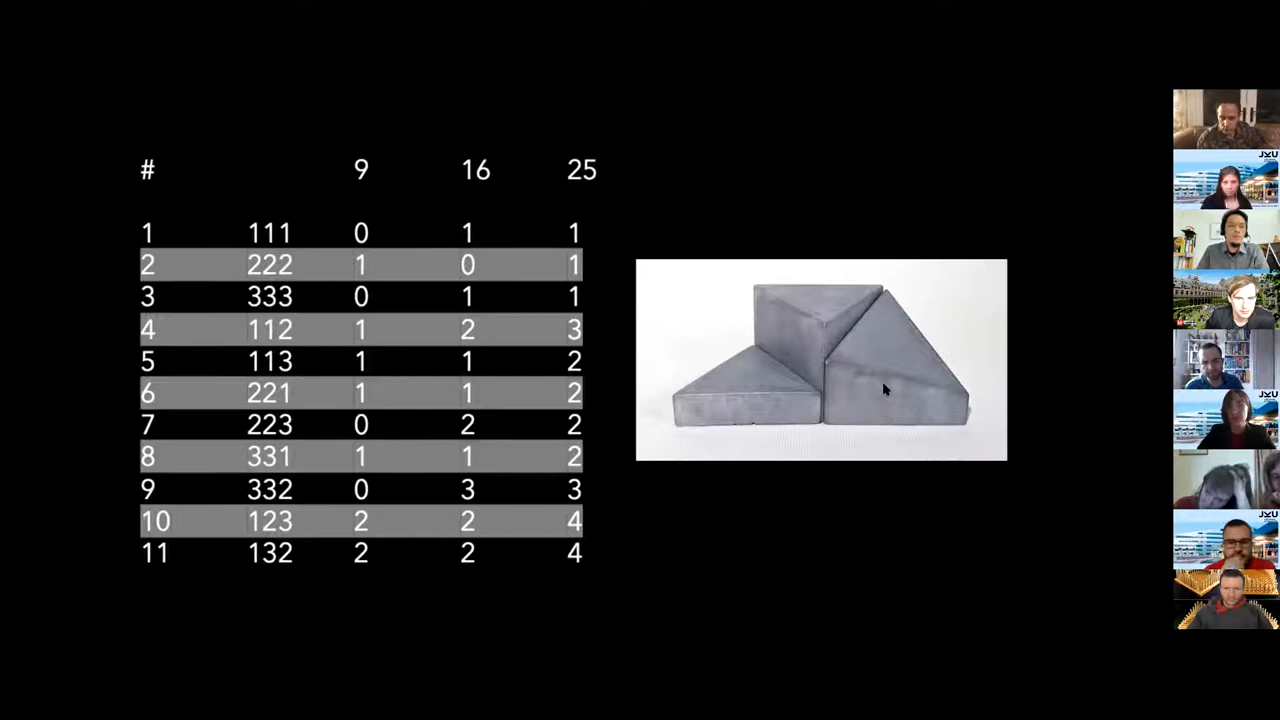 # 9 16 25
1 111 0 1 1
2 222 1 0 1
3 333 0 1 1
4 112 1 2 3
5 113 1 1 2
6 221 1 1 2
7 223 0 2 2
8 331 1 1 2
9 332 0 3 3
10 123 2 2 4
11 132 2 2 4
JKU
JKU
JKU